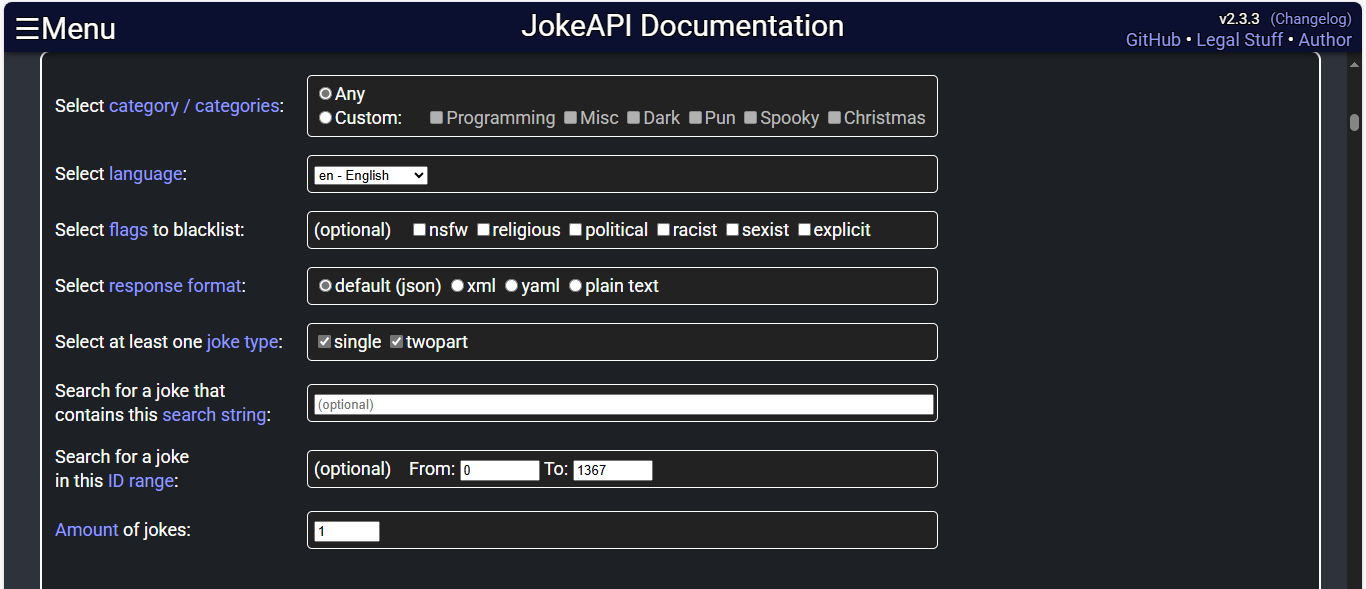 ☰Menu
JokeAPI Documentation
v2.3.3 (Changelog)
GitHub • Legal Stuff • Author
Select category / categories:
Any
Custom: Programming Misc Dark Pun Spooky Christmas
Select language:
en - English
Select flags to blacklist:
(optional) nsfw religious political racist sexist explicit
Select response format:
default (json) xml yaml plain text
Select at least one joke type:
single twopart
Search for a joke that
contains this search string:
(optional)
Search for a joke
in this ID range:
(optional) From: 0 To: 1367
Amount of jokes:
1